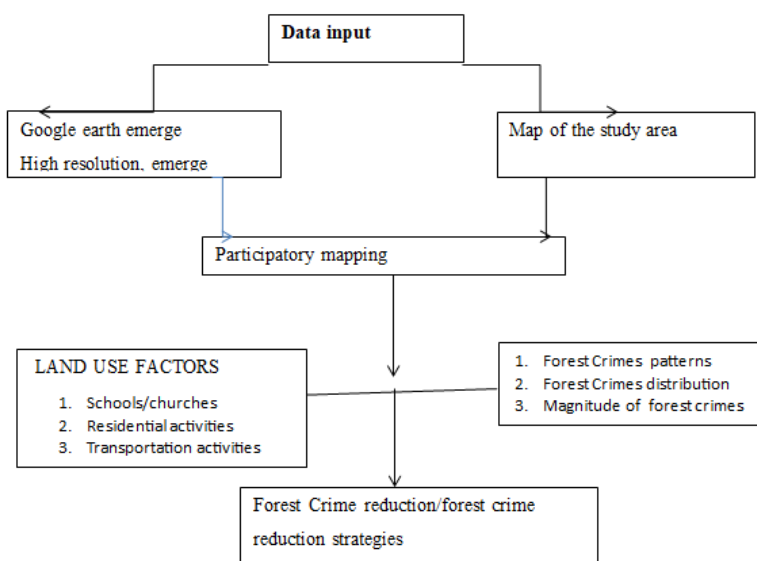 Data input
Google earth emerge
High resolution, emerge
Map of the study area
Participatory mapping
LAND USE FACTORS
1. Schools/churches
2. Residential activities
3. Transportation activities
1. Forest Crimes patterns
2. Forest Crimes distribution
3. Magnitude of forest crimes
Forest Crime reduction/forest crime
reduction strategies